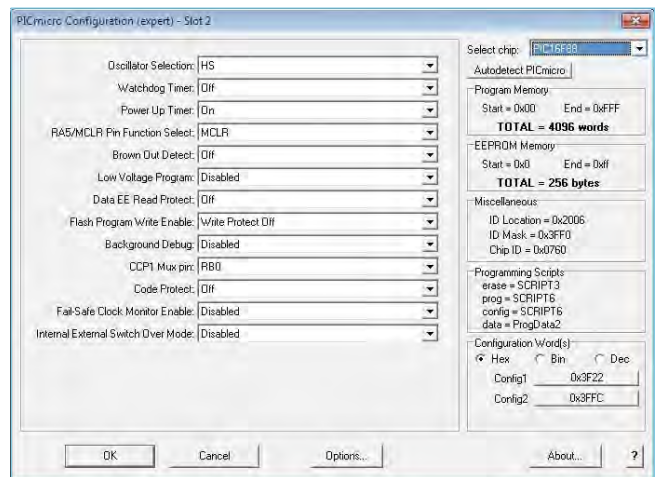 PICmicro Configuration (expert) - Slot 2
Oscillator Selection: HS
Watchdog Timer: Off
Power Up Timer: On
RA5/MCLR Pin Function Select: MCLR
Brown Out Detect: Off
Low Voltage Program: Disabled
Data EE Read Protect: Off
Flash Program Write Enable: Write Protect Off
Background Debug: Disabled
CCP1 Mux pin: RB0
Code Protect: Off
Fail-Safe Clock Monitor Enable: Disabled
Internal External Switch Over Mode: Disabled
Select chip: PIC16F88
Autodetect PICmicro
Program Memory
Start = 0x00 End = 0xFFF
TOTAL = 4096 words
EEPROM Memory
Start = 0x0 End = 0xff
TOTAL = 256 bytes
Miscellaneous
ID Location = 0x2006
ID Mask = 0x3FF0
Chip ID = 0x0760
Programming Scripts
erase = SCRIPT3
prog = SCRIPT6
config = SCRIPT6
data = ProgData2
Configuration Word(s)
Hex Bin Dec
Config1 0x3F22
Config2 0x3FFC
OK Cancel Options... About... ?